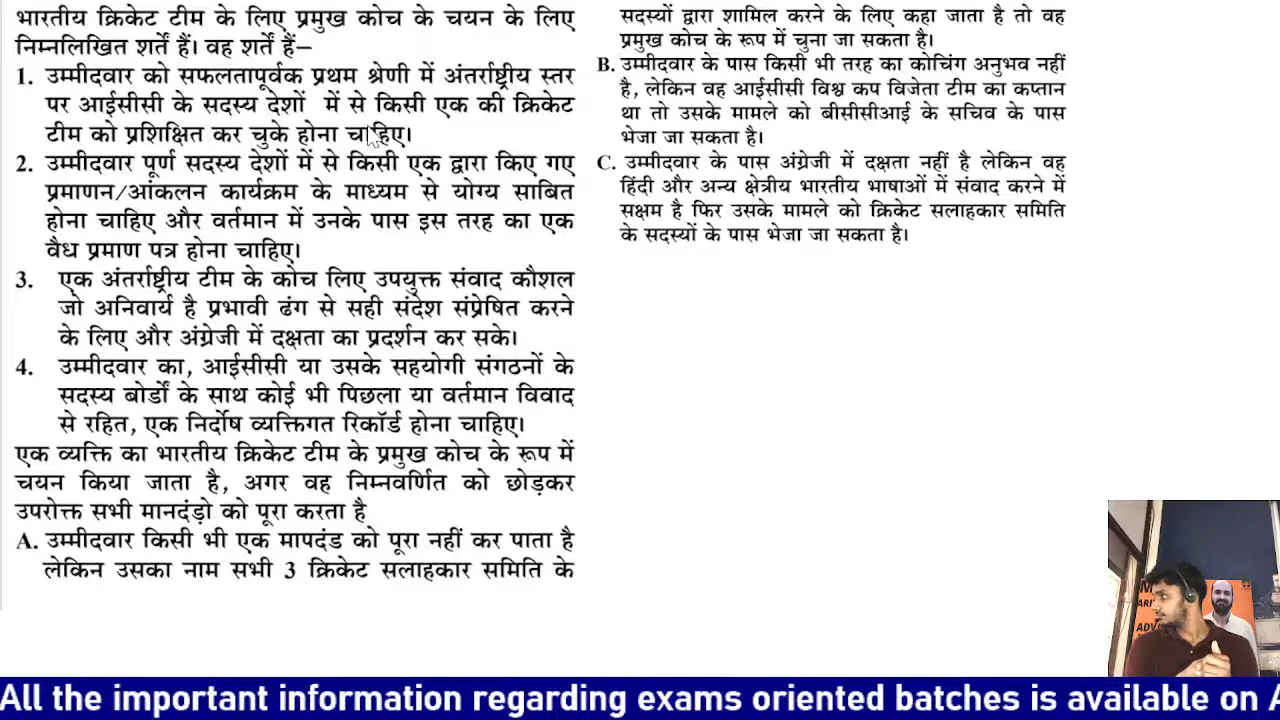 भारतीय क्रिकेट टीम के लिए प्रमुख कोच के चयन के लिए
निम्नलिखित शर्ते हैं। वह शर्ते हैं–
1. उम्मीदवार को सफलतापूर्वक प्रथम श्रेणी में अंतर्राष्ट्रीय स्तर
पर आईसीसी के सदस्य देशों में से किसी एक की क्रिकेट
टीम को प्रशिक्षित कर चुके होना चाहिए।
2. उम्मीदवार पूर्ण सदस्य देशों में से किसी एक द्वारा किए गए
प्रमाणन/आंकलन कार्यक्रम के माध्यम से योग्य साबित
होना चाहिए और वर्तमान में उनके पास इस तरह का एक
वैध प्रमाण पत्र होना चाहिए।
3. एक अंतर्राष्ट्रीय टीम के कोच लिए उपयुक्त संवाद कौशल
जो अनिवार्य है प्रभावी ढंग से सही संदेश संप्रेषित करने
के लिए और अंग्रेजी में दक्षता का प्रदर्शन कर सके।
4. उम्मीदवार का, आईसीसी या उसके सहयोगी संगठनों के
सदस्य बोर्डों के साथ कोई भी पिछला या वर्तमान विवाद
से रहित, एक निर्दोष व्यक्तिगत रिकॉर्ड होना चाहिए।
एक व्यक्ति का भारतीय क्रिकेट टीम के प्रमुख कोच के रूप में
चयन किया जाता है, अगर वह निम्नवर्णित को छोड़कर
उपरोक्त सभी मानदंड़ो को पूरा करता है
A. उम्मीदवार किसी भी एक मापदंड को पूरा नहीं कर पाता है
लेकिन उसका नाम सभी 3 क्रिकेट सलाहकार समिति के
सदस्यों द्वारा शामिल करने के लिए कहा जाता है तो वह
प्रमुख कोच के रूप में चुना जा सकता है।
B. उम्मीदवार के पास किसी भी तरह का कोचिंग अनुभव नहीं
है, लेकिन वह आईसीसी विश्व कप विजेता टीम का कप्तान
था तो उसके मामले को बीसीसीआई के सचिव के पास
भेजा जा सकता है।
C. उम्मीदवार के पास अंग्रेजी में दक्षता नहीं है लेकिन वह
हिंदी और अन्य क्षेत्रीय भारतीय भाषाओं में संवाद करने में
सक्षम है फिर उसके मामले को क्रिकेट सलाहकार समिति
के सदस्यों के पास भेजा जा सकता है।
ARI
ADV
All the important information regarding exams oriented batches is available on A